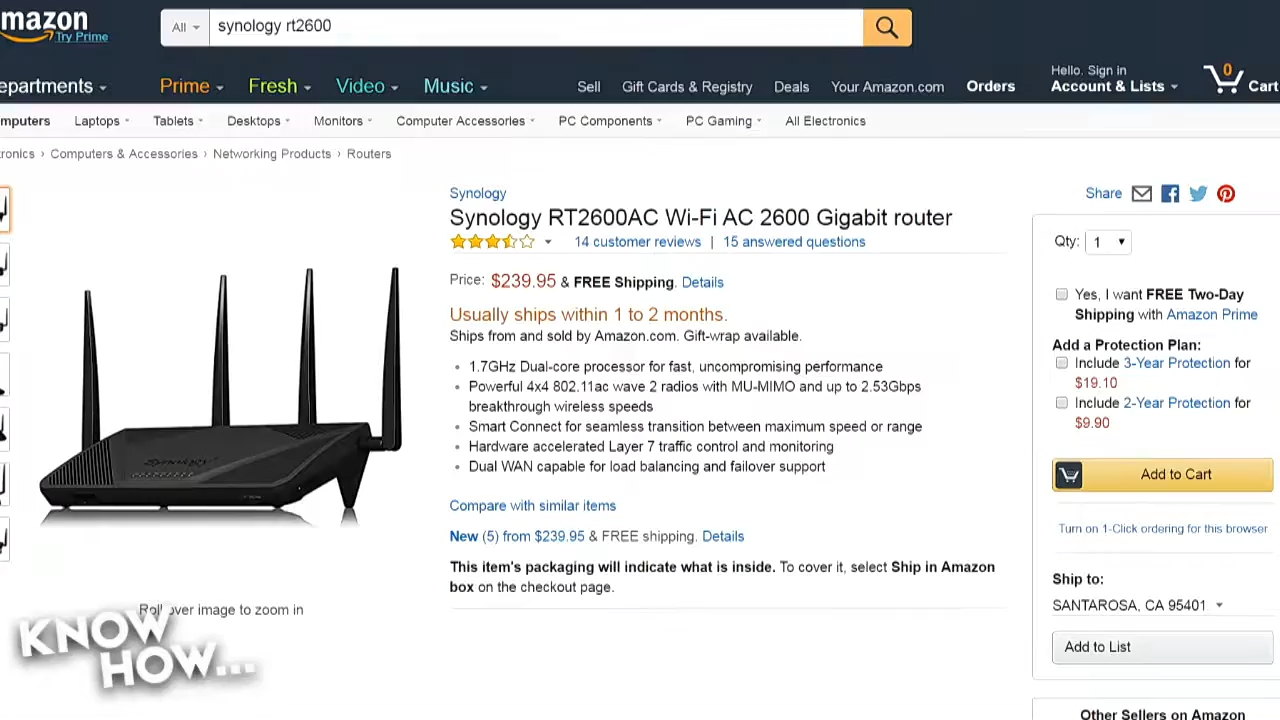 mazon
Try Prime
All
synology rt2600
epartments
Prime
Fresh
Video
Music
Sell
Gift Cards & Registry
Deals
Your Amazon.com
Orders
Hello. Sign in
Account & Lists
0
Cart
mputers
Laptops
Tablets
Desktops
Monitors
Computer Accessories
PC Components
PC Gaming
All Electronics
ronics › Computers & Accessories › Networking Products › Routers
Synology
Synology RT2600AC Wi-Fi AC 2600 Gigabit router
14 customer reviews | 15 answered questions
Price: $239.95 & FREE Shipping. Details
Usually ships within 1 to 2 months.
Ships from and sold by Amazon.com. Gift-wrap available.
• 1.7GHz Dual-core processor for fast, uncompromising performance
• Powerful 4x4 802.11ac wave 2 radios with MU-MIMO and up to 2.53Gbps
breakthrough wireless speeds
• Smart Connect for seamless transition between maximum speed or range
• Hardware accelerated Layer 7 traffic control and monitoring
• Dual WAN capable for load balancing and failover support
Compare with similar items
New (5) from $239.95 & FREE shipping. Details
This item's packaging will indicate what is inside. To cover it, select Ship in Amazon
box on the checkout page.
Synology
Roll over image to zoom in
KNOW
HOW...
Share
Qty: 1
Yes, I want FREE Two-Day
Shipping with Amazon Prime
Add a Protection Plan:
Include 3-Year Protection for
$19.10
Include 2-Year Protection for
$9.90
Add to Cart
Turn on 1-Click ordering for this browser
Ship to:
SANTAROSA, CA 95401
Add to List
Other Sellers on Amazon